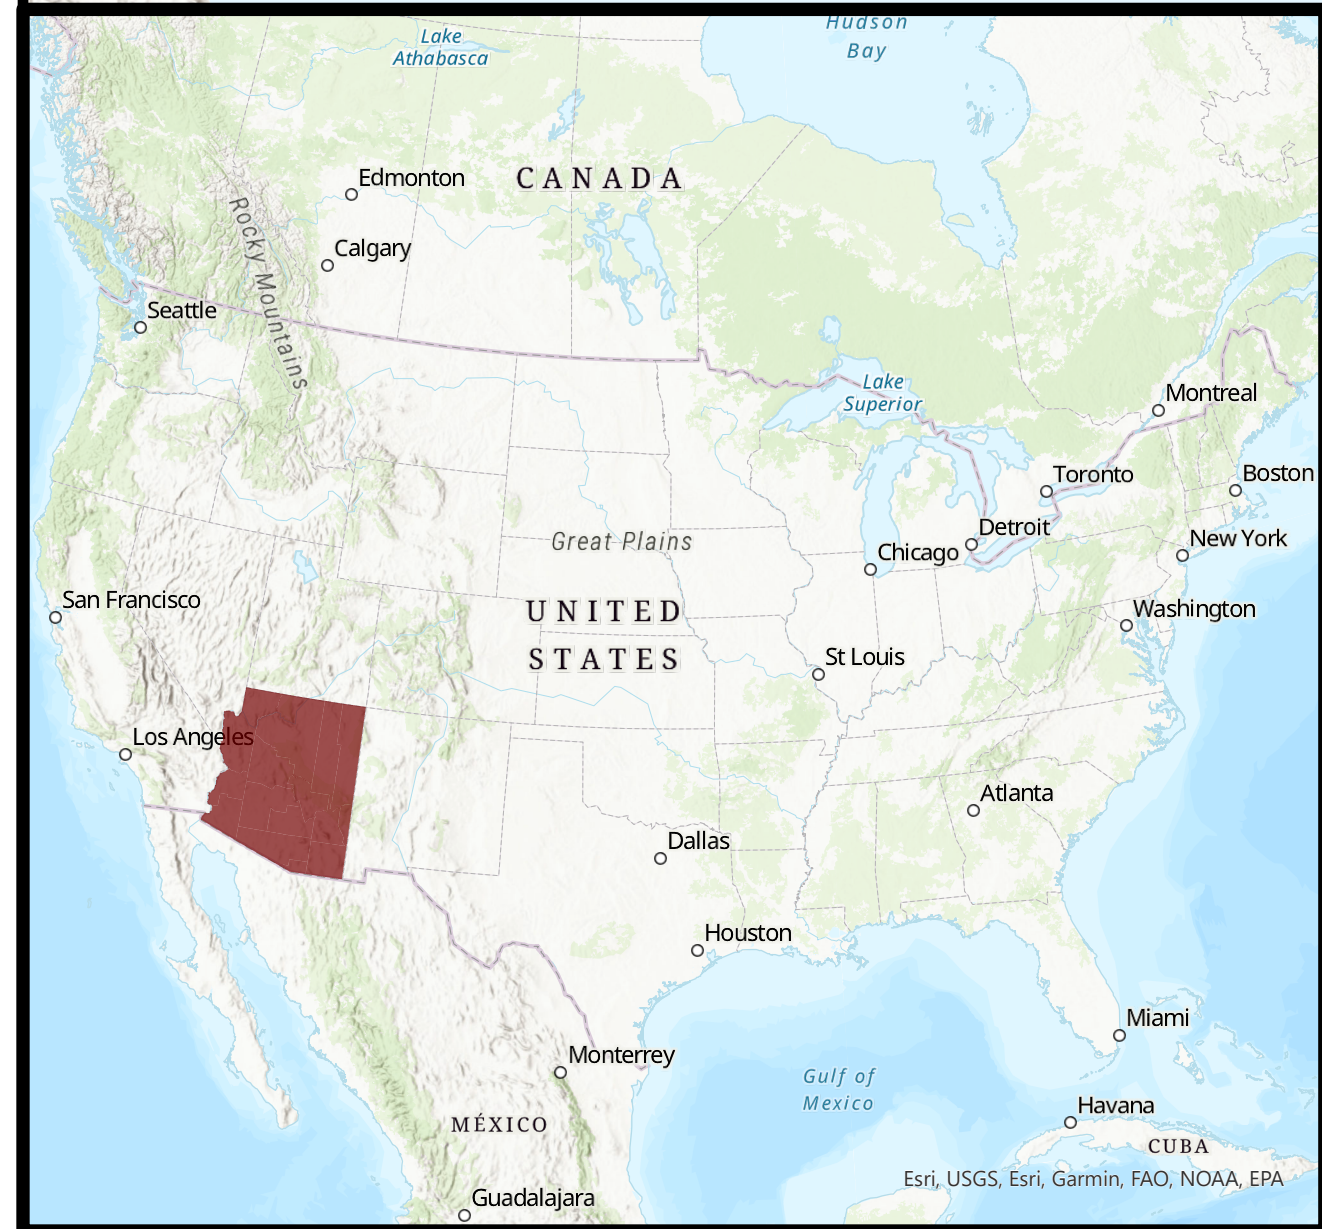 Hudson
Bay
Lake
Athabasca
Edmonton
CANADA
Rocky Mountains
Calgary
Seattle
Lake
Superior
Montreal
Toronto
Boston
Detroit
New York
Great Plains
Chicago
San Francisco
UNITED
STATES
Washington
St Louis
Los Angeles
Atlanta
Dallas
Houston
Miami
Monterrey
Gulf of
Mexico
Havana
MÉXICO
CUBA
Esri, USGS, Esri, Garmin, FAO, NOAA, EPA
Guadalajara